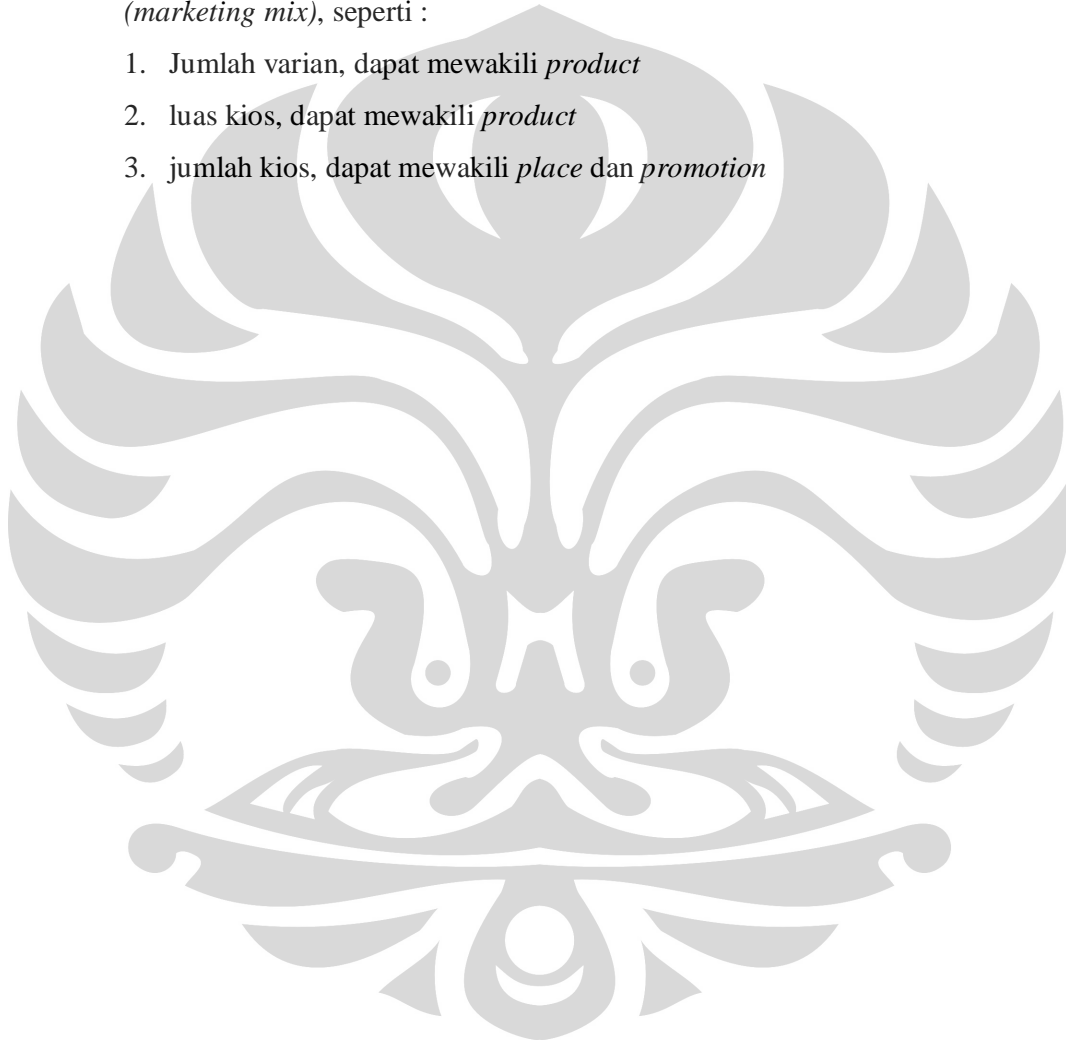 (marketing mix), seperti :
1. Jumlah varian, dapat mewakili product
2. luas kios, dapat mewakili product
3. jumlah kios, dapat mewakili place dan promotion